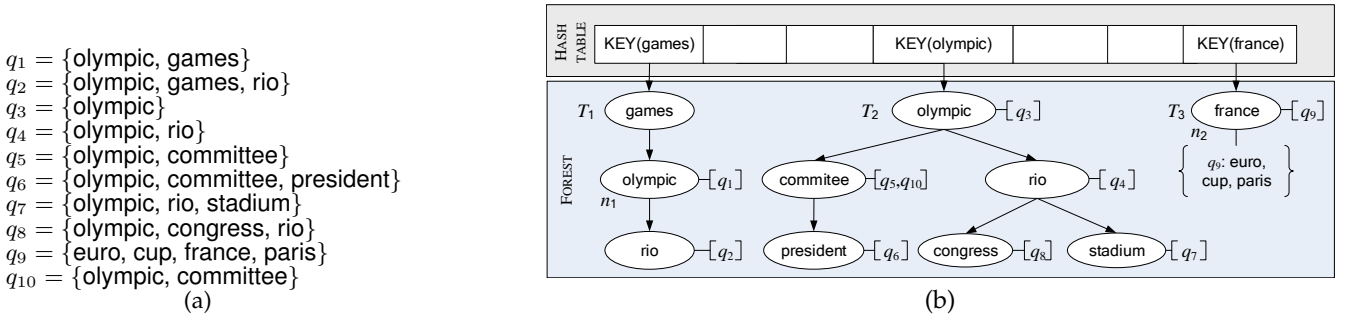 q1 = {olympic, games}
q2 = {olympic, games, rio}
q3 = {olympic}
q4 = {olympic, rio}
q5 = {olympic, committee}
q6 = {olympic, committee, president}
q7 = {olympic, rio, stadium}
q8 = {olympic, congress, rio}
q9 = {euro, cup, france, paris}
q10 = {olympic, committee}
(a)
HASH
TABLE
KEY(games) KEY(olympic) KEY(france)
FOREST
T1 games T2 olympic [q3] T3 france [q9]
n2
q9: euro,
cup, paris
olympic [q1] commitee [q5,q10] rio [q4]
n1
rio [q2] president [q6] congress [q8] stadium [q7]
(b)